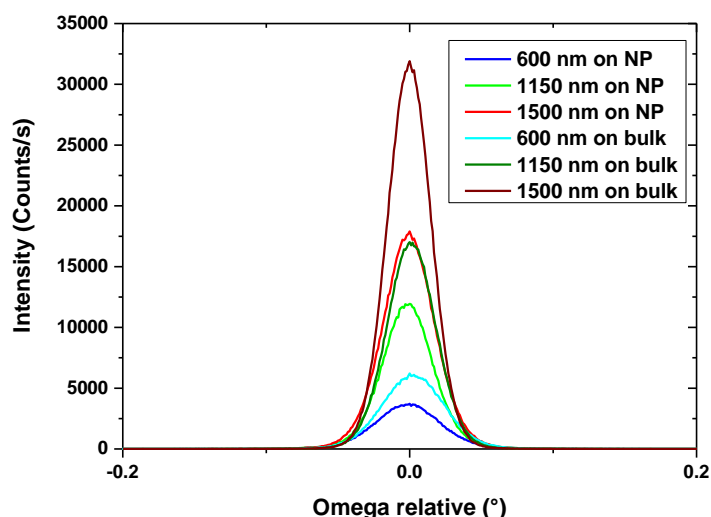 35000
30000
25000
20000
15000
10000
5000
0
Intensity (Counts/s)
600 nm on NP
1150 nm on NP
1500 nm on NP
600 nm on bulk
1150 nm on bulk
1500 nm on bulk
-0.2
0.0
0.2
Omega relative (°)